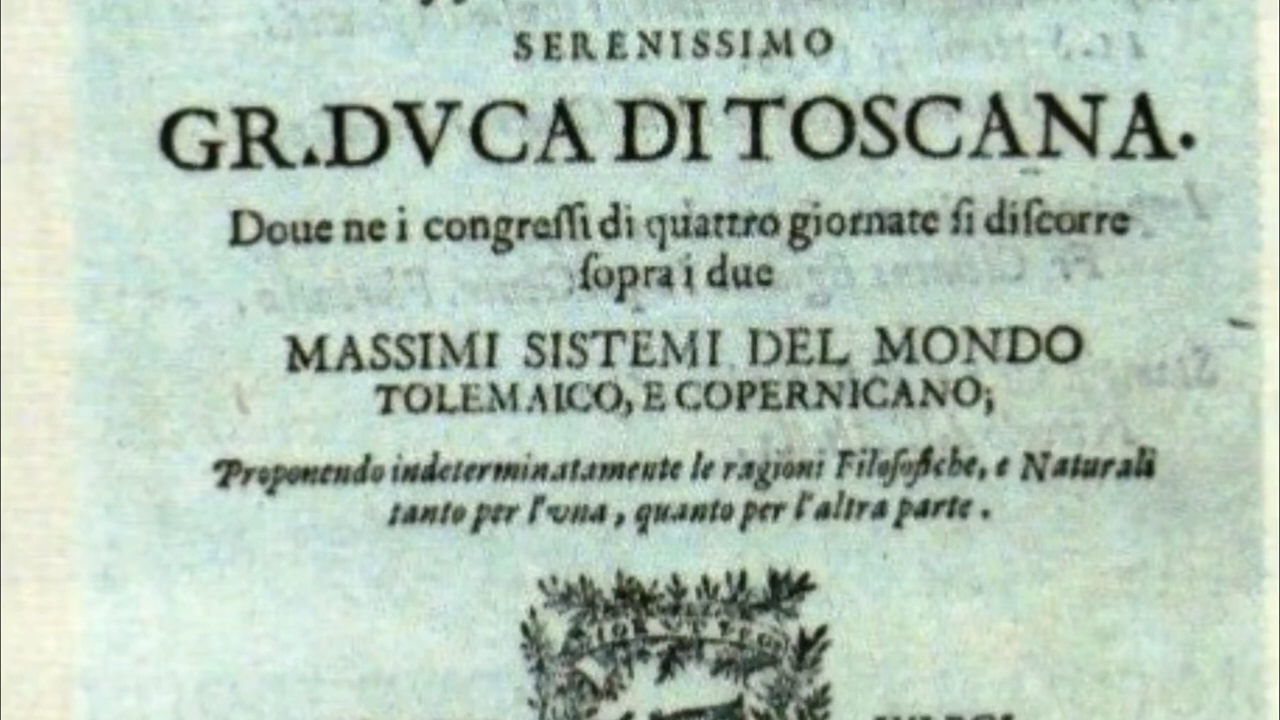 SERENISSIMO
GR. DVCA DI TOSCANA.
Doue ne i congreſſi di quattro giornate ſi diſcorre
ſopra i due
MASSIMI SISTEMI DEL MONDO
TOLEMAICO, E COPERNICANO;
Proponendo indeterminatamente le ragioni Filoſofiche, e Naturali
tanto per l'vna, quanto per l'altra parte.